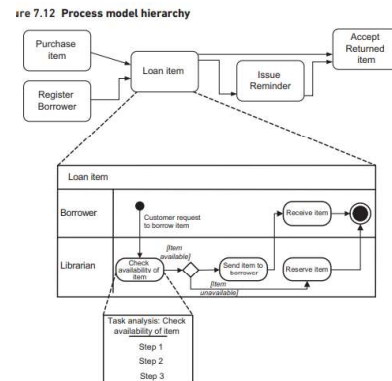 ıre 7.12 Process model hierarchy
Purchase
item
Loan item
Accept
Returned
item
Issue
Reminder
Register
Borrower
Loan item
Borrower
Customer request
to borrow item
Receive item
Librarian
Check
availability of
item
[Item
available]
Send item to
borrower
Reserve item
[Item
unavailable]
Task analysis: Check
availability of item
Step 1
Step 2
Step 3